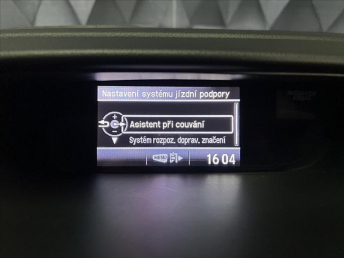 Nastavení systému jízdní podpory
Asistent při couvání
Systém rozpoz. doprav. značení
16 04